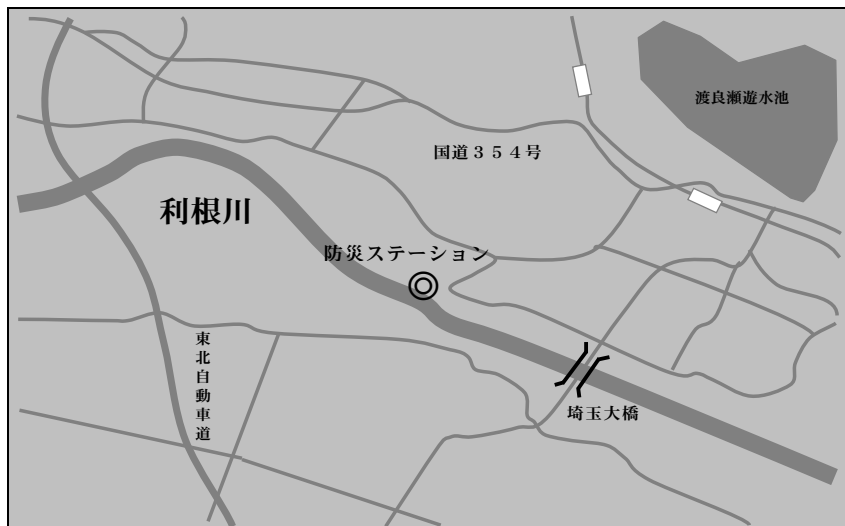 渡良瀬遊水池
国道３５４号
利根川
防災ステーション
東北自動車道
埼玉大橋